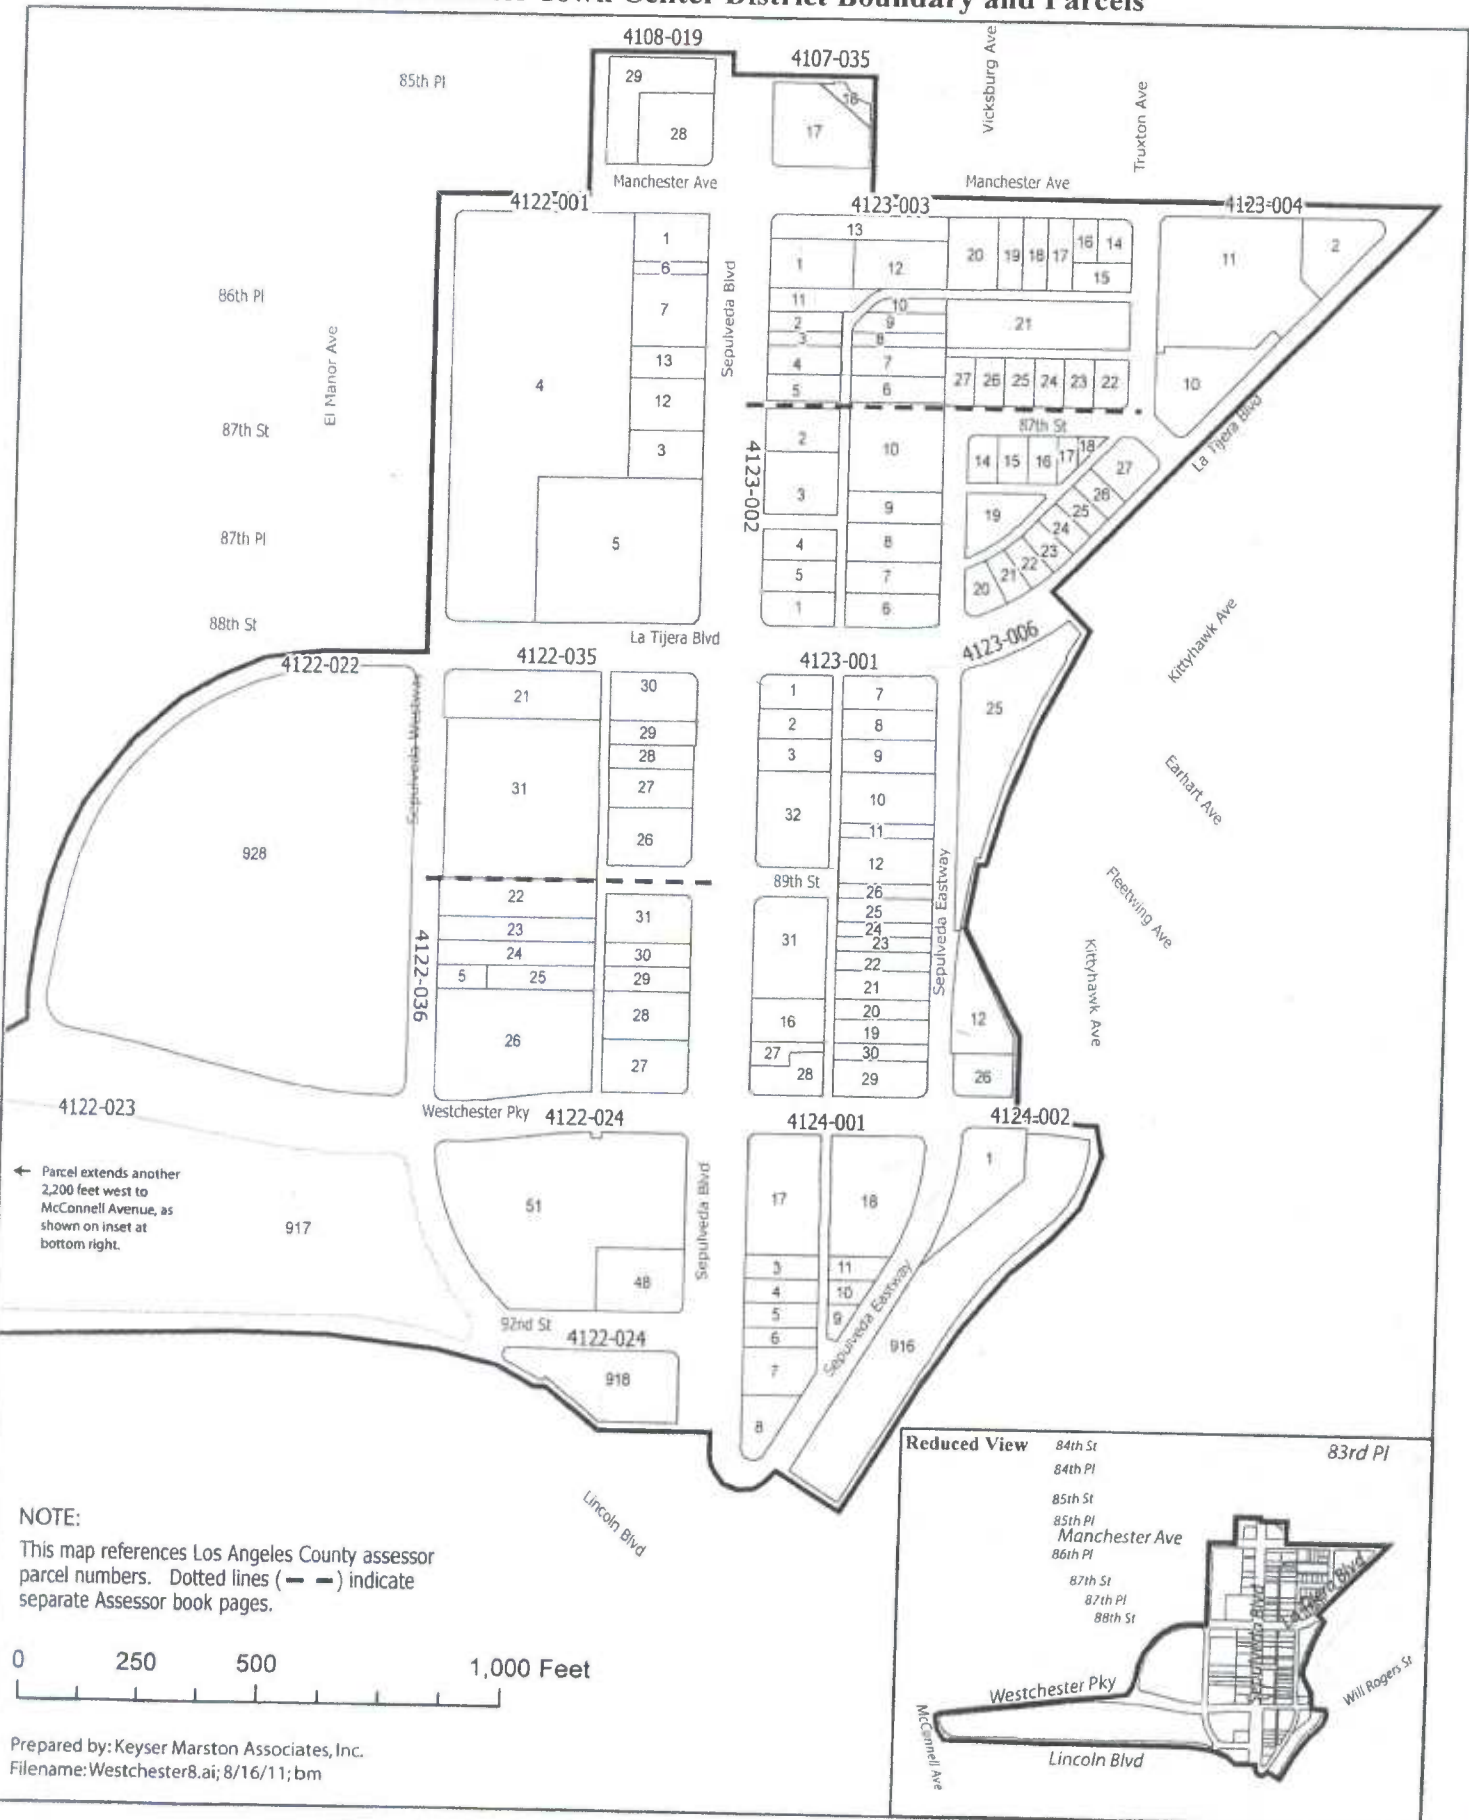 Town Center District Boundary and Parcels
4108-019
4107-035
85th Pl
29
28
18
17
Vicksburg Ave
Truxton Ave
Manchester Ave
Manchester Ave
4122-001
4123-003
4123-004
1
6
7
13
12
3
4
5
86th Pl
El Manor Ave
87th St
87th Pl
88th St
Sepulveda Blvd
13
1
12
11
10
2
9
3
8
4
7
5
6
20
19
18
17
16
14
15
21
27
26
25
24
23
22
11
2
10
87th St
La Tijera Blvd
4123-002
2
10
3
9
4
8
5
7
1
6
14
15
16
17
18
27
19
26
25
24
23
22
21
20
La Tijera Blvd
4122-022
4122-035
4123-001
4123-006
Kittyhawk Ave
Sepulveda Westway
928
21
31
30
29
28
27
26
1
2
3
32
7
8
9
10
11
12
25
Earhart Ave
Fleetwing Ave
Kittyhawk Ave
89th St
Sepulveda Eastway
4122-036
22
23
24
5
25
26
31
30
29
28
27
31
16
27
28
26
25
24
23
22
21
20
19
30
29
12
26
4122-023
Westchester Pky
4122-024
4124-001
4124-002
← Parcel extends another
2,200 feet west to
McConnell Avenue, as
shown on inset at
bottom right.
917
51
48
Sepulveda Blvd
17
18
1
3
11
4
10
5
9
6
7
8
Sepulveda Eastway
916
92nd St
4122-024
918
Lincoln Blvd
NOTE:
This map references Los Angeles County assessor
parcel numbers. Dotted lines (— —) indicate
separate Assessor book pages.
0 250 500 1,000 Feet
Prepared by: Keyser Marston Associates, Inc.
Filename: Westchester8.ai; 8/16/11; bm
Reduced View
84th St
83rd Pl
84th Pl
85th St
85th Pl
Manchester Ave
86th Pl
87th St
87th Pl
88th St
La Tijera Blvd
Sepulveda Blvd
Westchester Pky
Will Rogers St
McConnell Ave
Lincoln Blvd